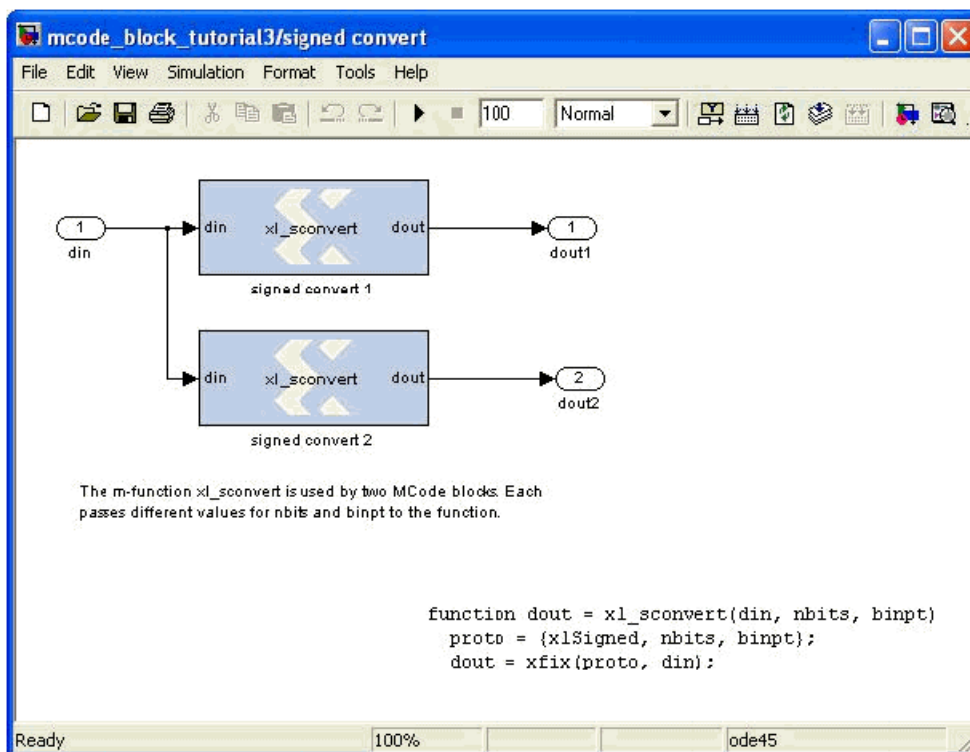 mcode_block_tutorial3/signed convert
File Edit View Simulation Format Tools Help
100 Normal
1
din
din xl_sconvert dout
signed convert 1
1
dout1
din xl_sconvert dout
signed convert 2
2
dout2
The m-function xl_sconvert is used by two MCode blocks. Each
passes different values for nbits and binpt to the function.
function dout = xl_sconvert(din, nbits, binpt)
proto = {xlSigned, nbits, binpt};
dout = xfix(proto, din);
Ready 100% ode45